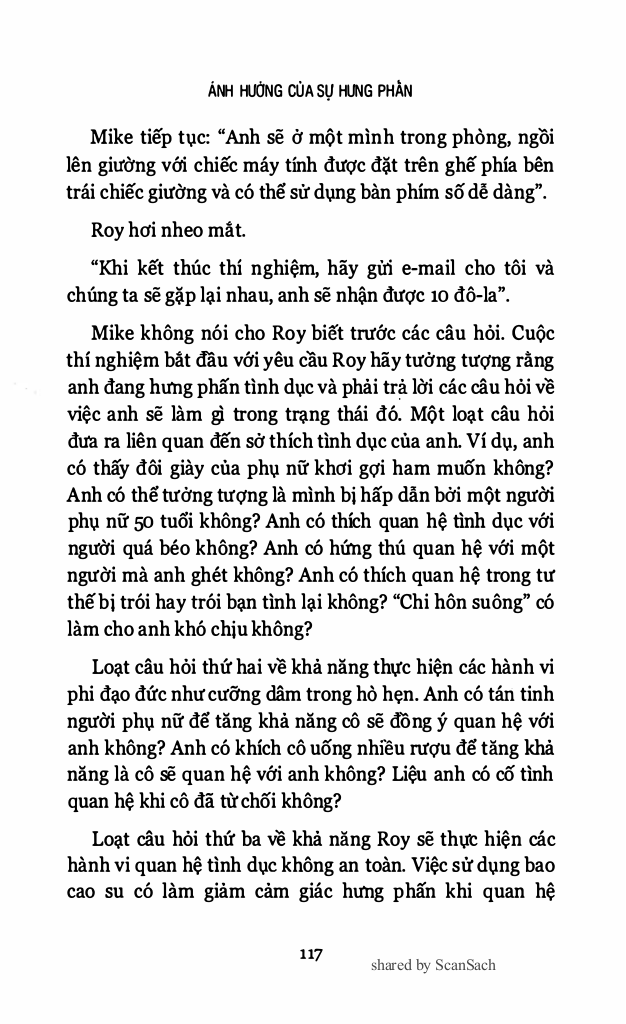 ẢNH HƯỞNG CỦA SỰ HƯNG PHẤN
Mike tiếp tục: “Anh sẽ ở một mình trong phòng, ngồi
lên giường với chiếc máy tính được đặt trên ghế phía bên
trái chiếc giường và có thể sử dụng bàn phím số dễ dàng”.
Roy hơi nheo mắt.
“Khi kết thúc thí nghiệm, hãy gửi e-mail cho tôi và
chúng ta sẽ gặp lại nhau, anh sẽ nhận được 10 đô-la”.
Mike không nói cho Roy biết trước các câu hỏi. Cuộc
thí nghiệm bắt đầu với yêu cầu Roy hãy tưởng tượng rằng
anh đang hưng phấn tình dục và phải trả lời các câu hỏi về
việc anh sẽ làm gì trong trạng thái đó. Một loạt câu hỏi
đưa ra liên quan đến sở thích tình dục của anh. Ví dụ, anh
có thấy đôi giày của phụ nữ khơi gợi ham muốn không?
Anh có thể tưởng tượng là mình bị hấp dẫn bởi một người
phụ nữ 50 tuổi không? Anh có thích quan hệ tình dục với
người quá béo không? Anh có hứng thú quan hệ với một
người mà anh ghét không? Anh có thích quan hệ trong tư
thế bị trói hay trói bạn tình lại không? “Chỉ hôn suông” có
làm cho anh khó chịu không?
Loạt câu hỏi thứ hai về khả năng thực hiện các hành vi
phi đạo đức như cưỡng dâm trong hò hẹn. Anh có tán tỉnh
người phụ nữ để tăng khả năng cô sẽ đồng ý quan hệ với
anh không? Anh có khích cô uống nhiều rượu để tăng khả
năng là cô sẽ quan hệ với anh không? Liệu anh có cố tình
quan hệ khi cô đã từ chối không?
Loạt câu hỏi thứ ba về khả năng Roy sẽ thực hiện các
hành vi quan hệ tình dục không an toàn. Việc sử dụng bao
cao su có làm giảm cảm giác hưng phấn khi quan hệ
117
shared by ScanSach